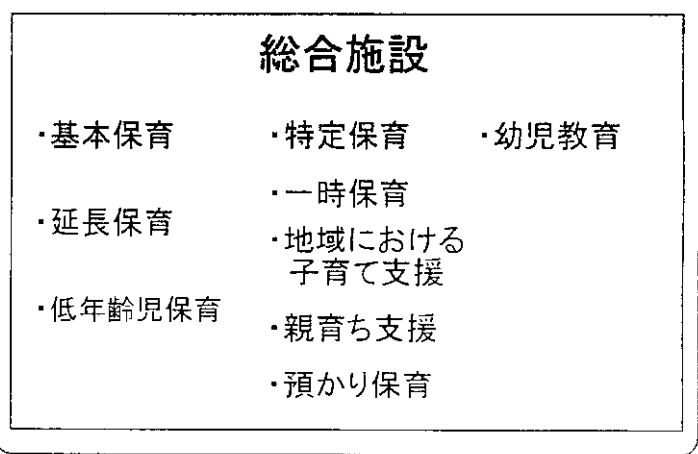 総合施設
・基本保育
・延長保育
・低年齢児保育
・特定保育
・一時保育
・地域における
子育て支援
・親育ち支援
・預かり保育
・幼児教育